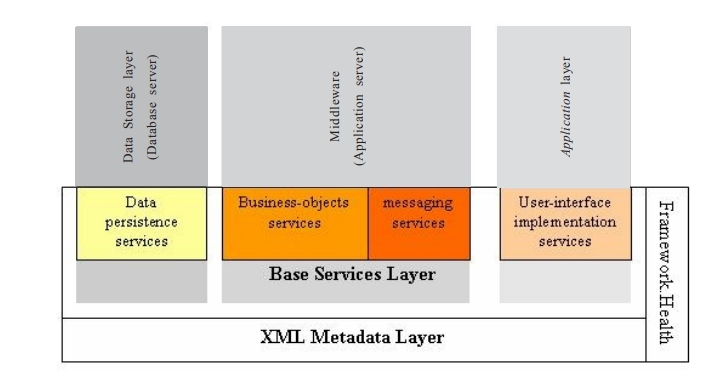 Data Storage layer
(Database server)
Middleware
(Application server)
Application layer
Data
persistence
services
Business-objects
services
messaging
services
User-interface
implementation
services
Base Services Layer
XML Metadata Layer
Framework.Health